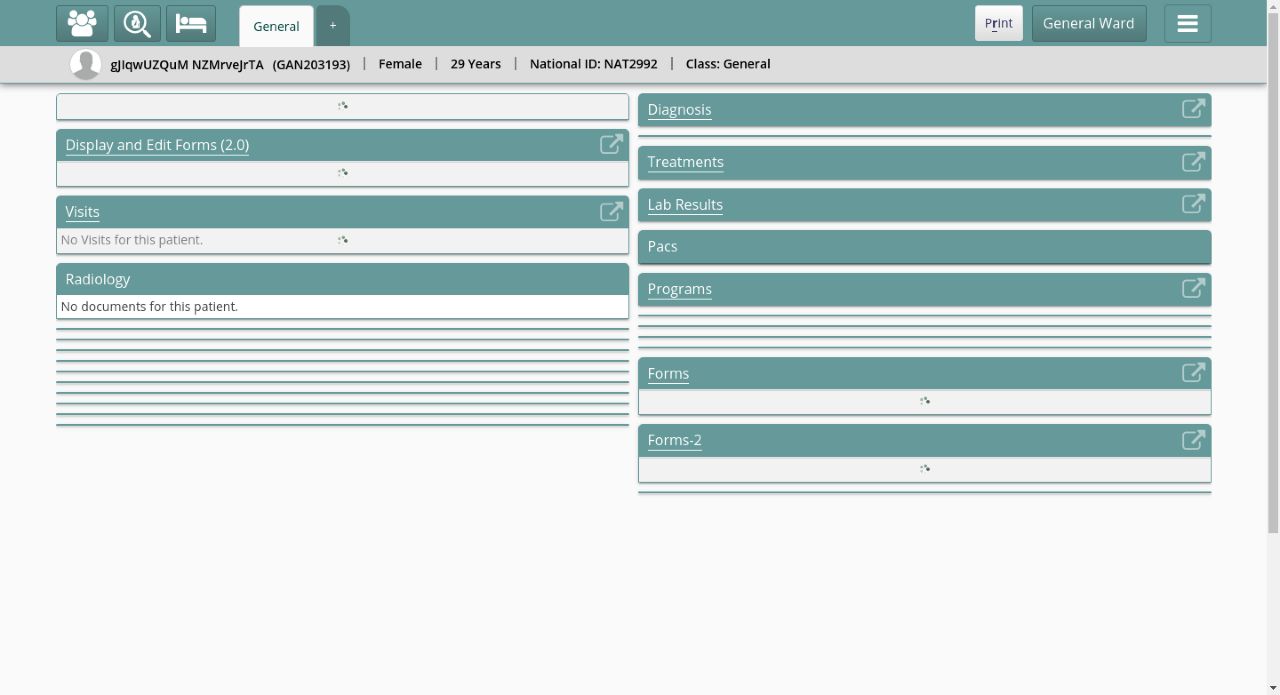 General
+
Print
General Ward
gJIqwUZQuM NZMrveJrTA (GAN203193) | Female | 29 Years | National ID: NAT2992 | Class: General
Display and Edit Forms (2.0)
Visits
No Visits for this patient.
Radiology
No documents for this patient.
Diagnosis
Treatments
Lab Results
Pacs
Programs
Forms
Forms-2